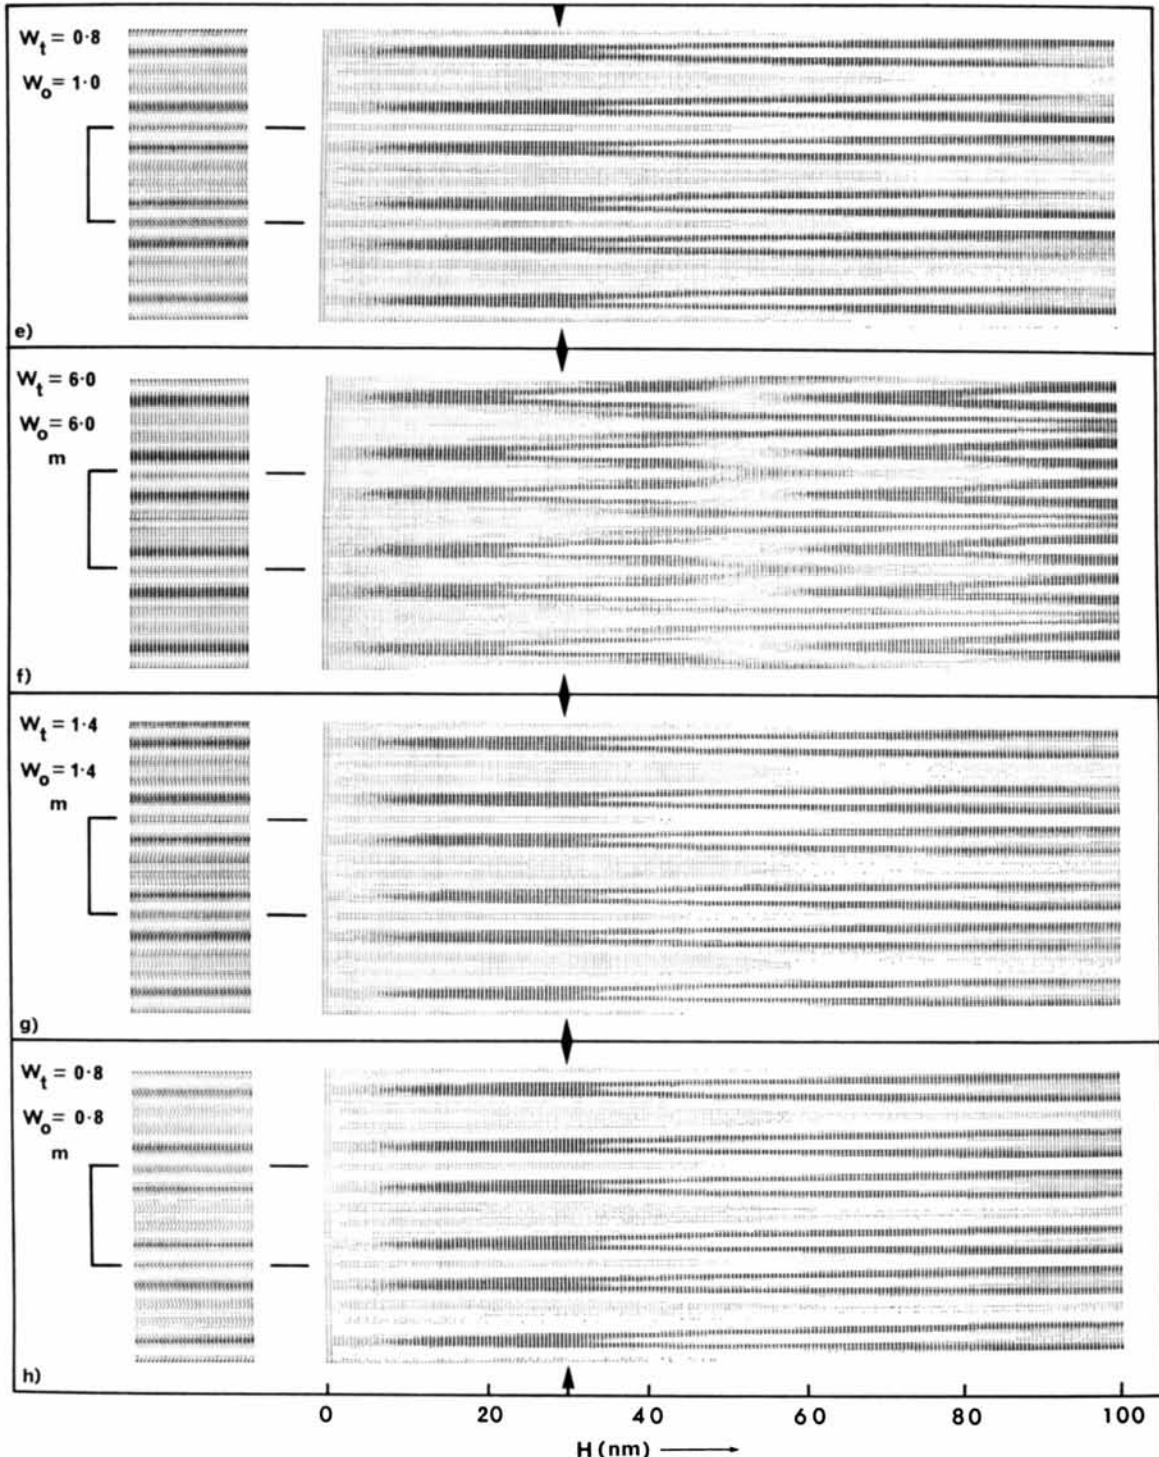 Wt = 0·8
Wo = 1·0
e)
Wt = 6·0
Wo = 6·0
m
f)
Wt = 1·4
Wo = 1·4
m
g)
Wt = 0·8
Wo = 0·8
m
h)
0 20 40 60 80 100
H (nm)